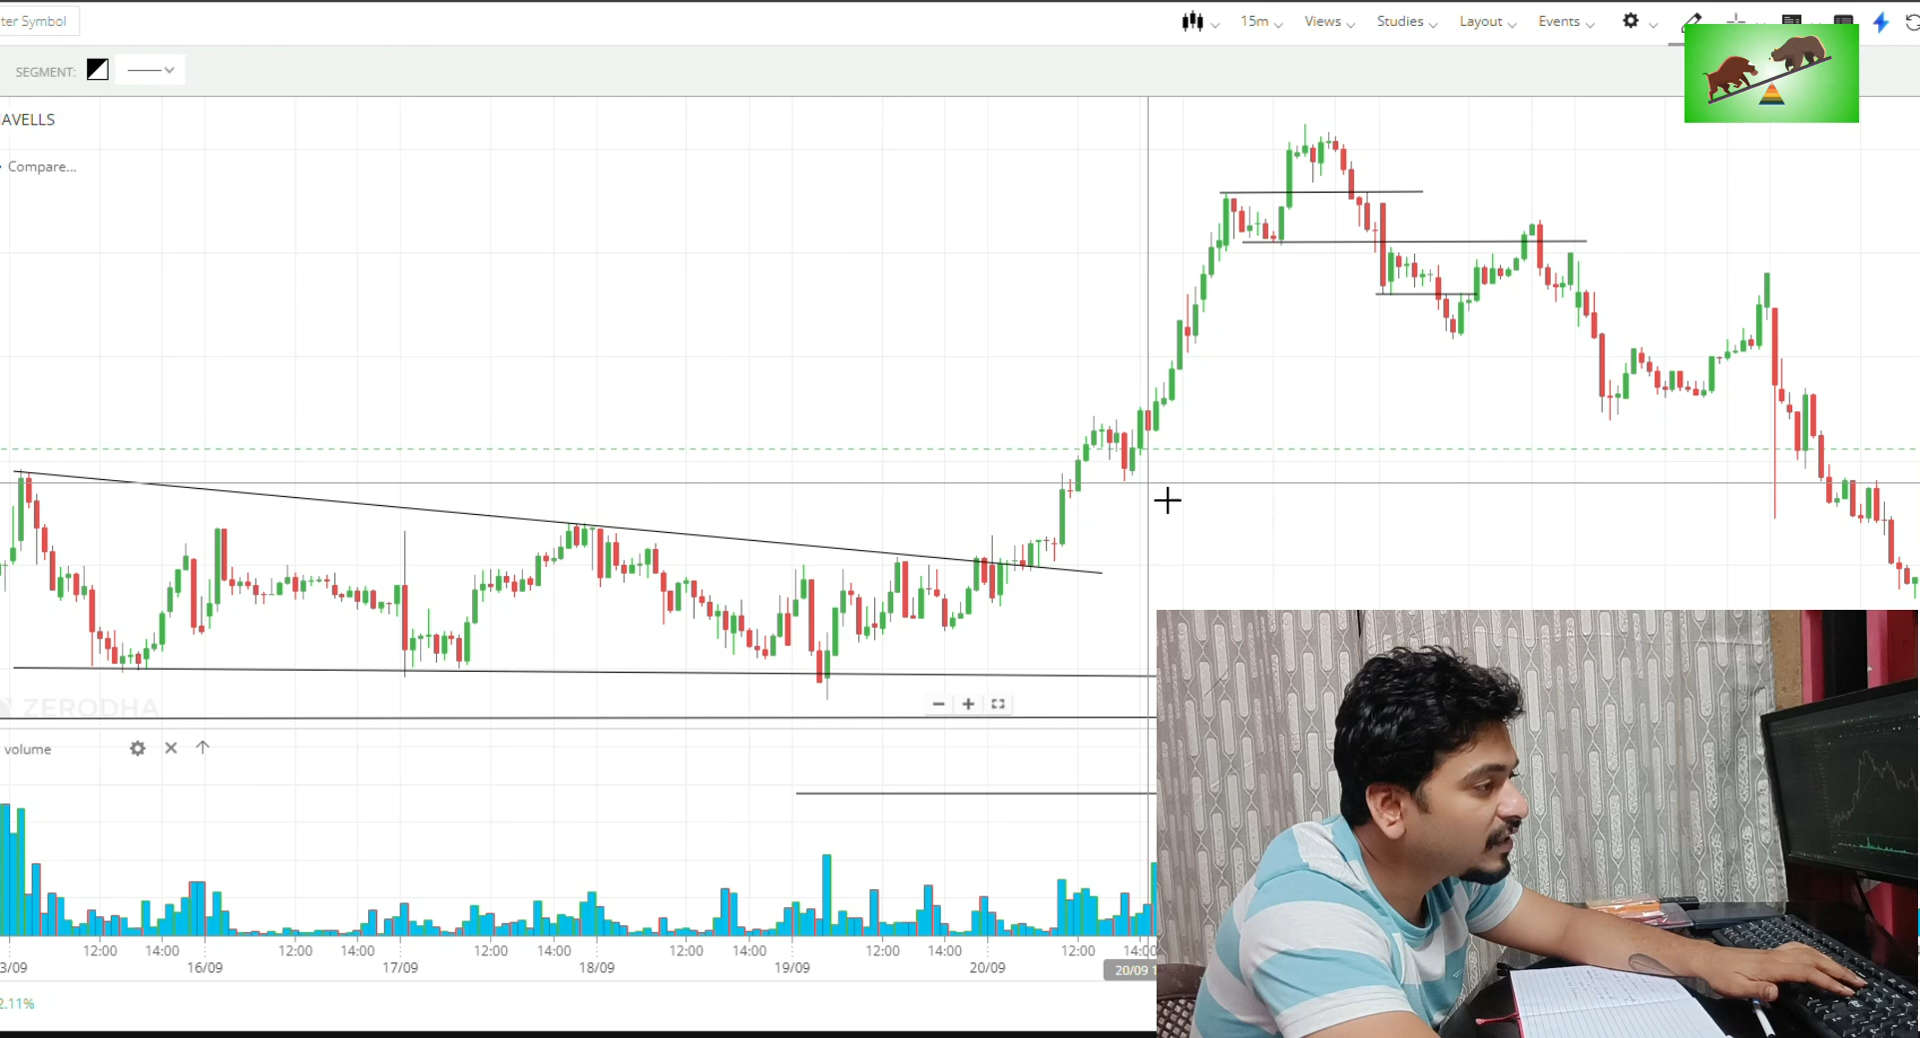 ter Symbol
15m
Views
Studies
Layout
Events
SEGMENT:
AVELLS
Compare...
ZERODHA
volume
12:00 14:00 12:00 14:00 12:00 14:00 12:00 14:00 12:00 14:00 12:00 14:00
3/09 16/09 17/09 18/09 19/09 20/09 20/09 1
2.11%